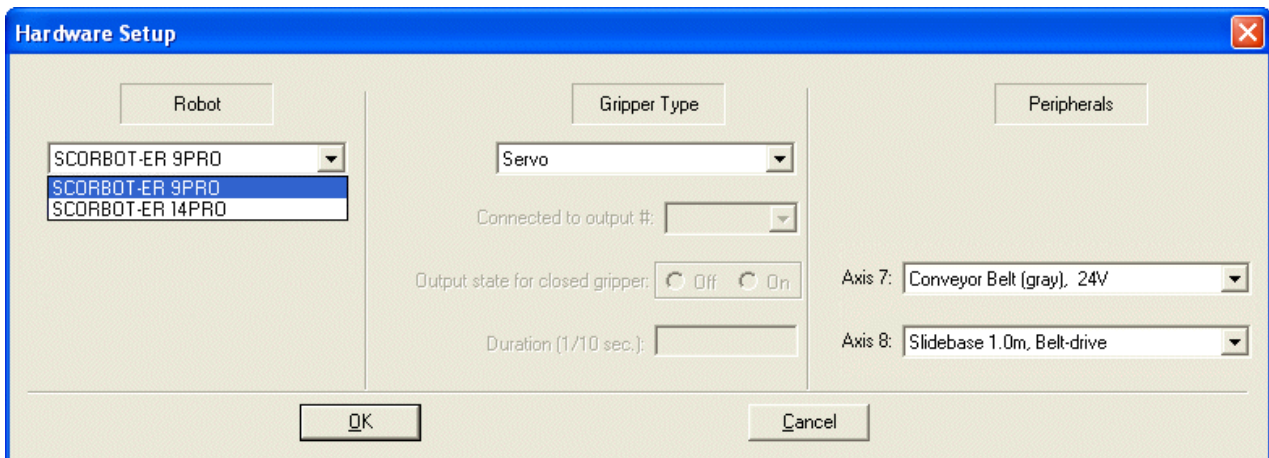 Hardware Setup
Robot
SCORBOT-ER 9PRO
SCORBOT-ER 9PRO
SCORBOT-ER 14PRO
Gripper Type
Servo
Connected to output #:
Output state for closed gripper: Off On
Duration (1/10 sec.):
Peripherals
Axis 7: Conveyor Belt (gray), 24V
Axis 8: Slidebase 1.0m, Belt-drive
OK
Cancel